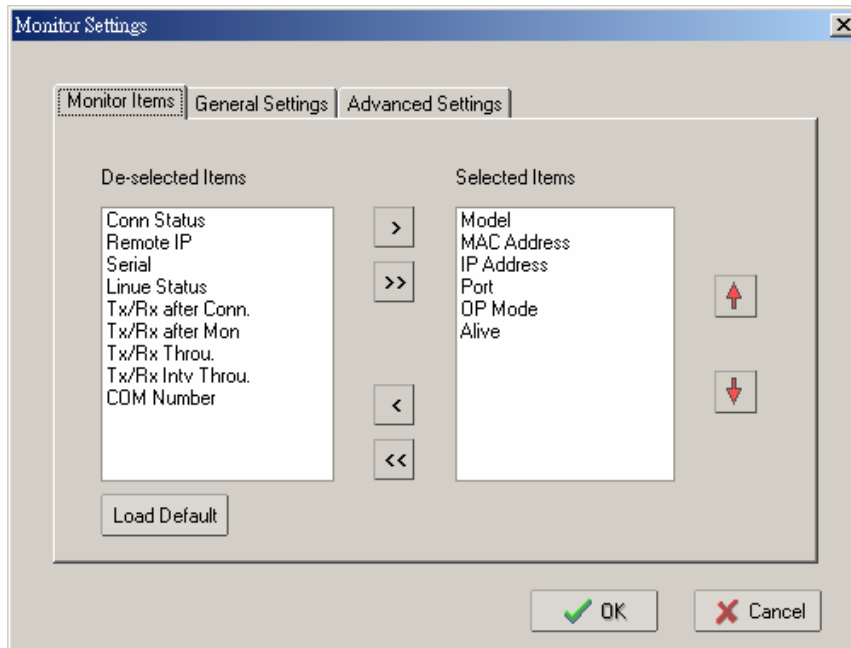 Monitor Settings
Monitor Items
General Settings
Advanced Settings
De-selected Items
Conn Status
Remote IP
Serial
Linue Status
Tx/Rx after Conn.
Tx/Rx after Mon
Tx/Rx Throu.
Tx/Rx Intv Throu.
COM Number
>
>>
<
<<
Selected Items
Model
MAC Address
IP Address
Port
OP Mode
Alive
Load Default
OK
Cancel